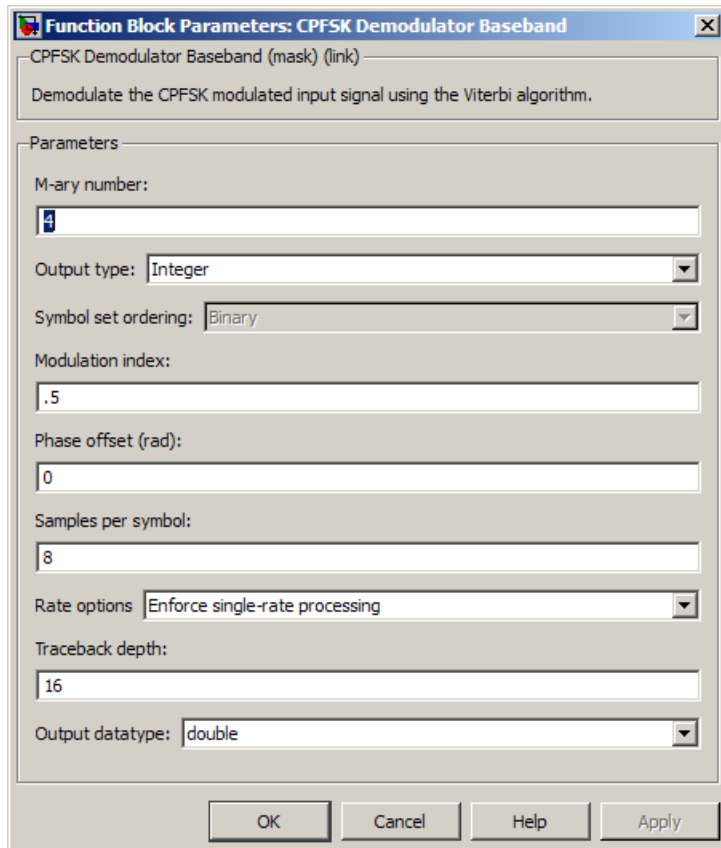 Function Block Parameters: CPFSK Demodulator Baseband
CPFSK Demodulator Baseband (mask) (link)
Demodulate the CPFSK modulated input signal using the Viterbi algorithm.
Parameters
M-ary number:
4
Output type: Integer
Symbol set ordering: Binary
Modulation index:
.5
Phase offset (rad):
0
Samples per symbol:
8
Rate options Enforce single-rate processing
Traceback depth:
16
Output datatype: double
OK Cancel Help Apply